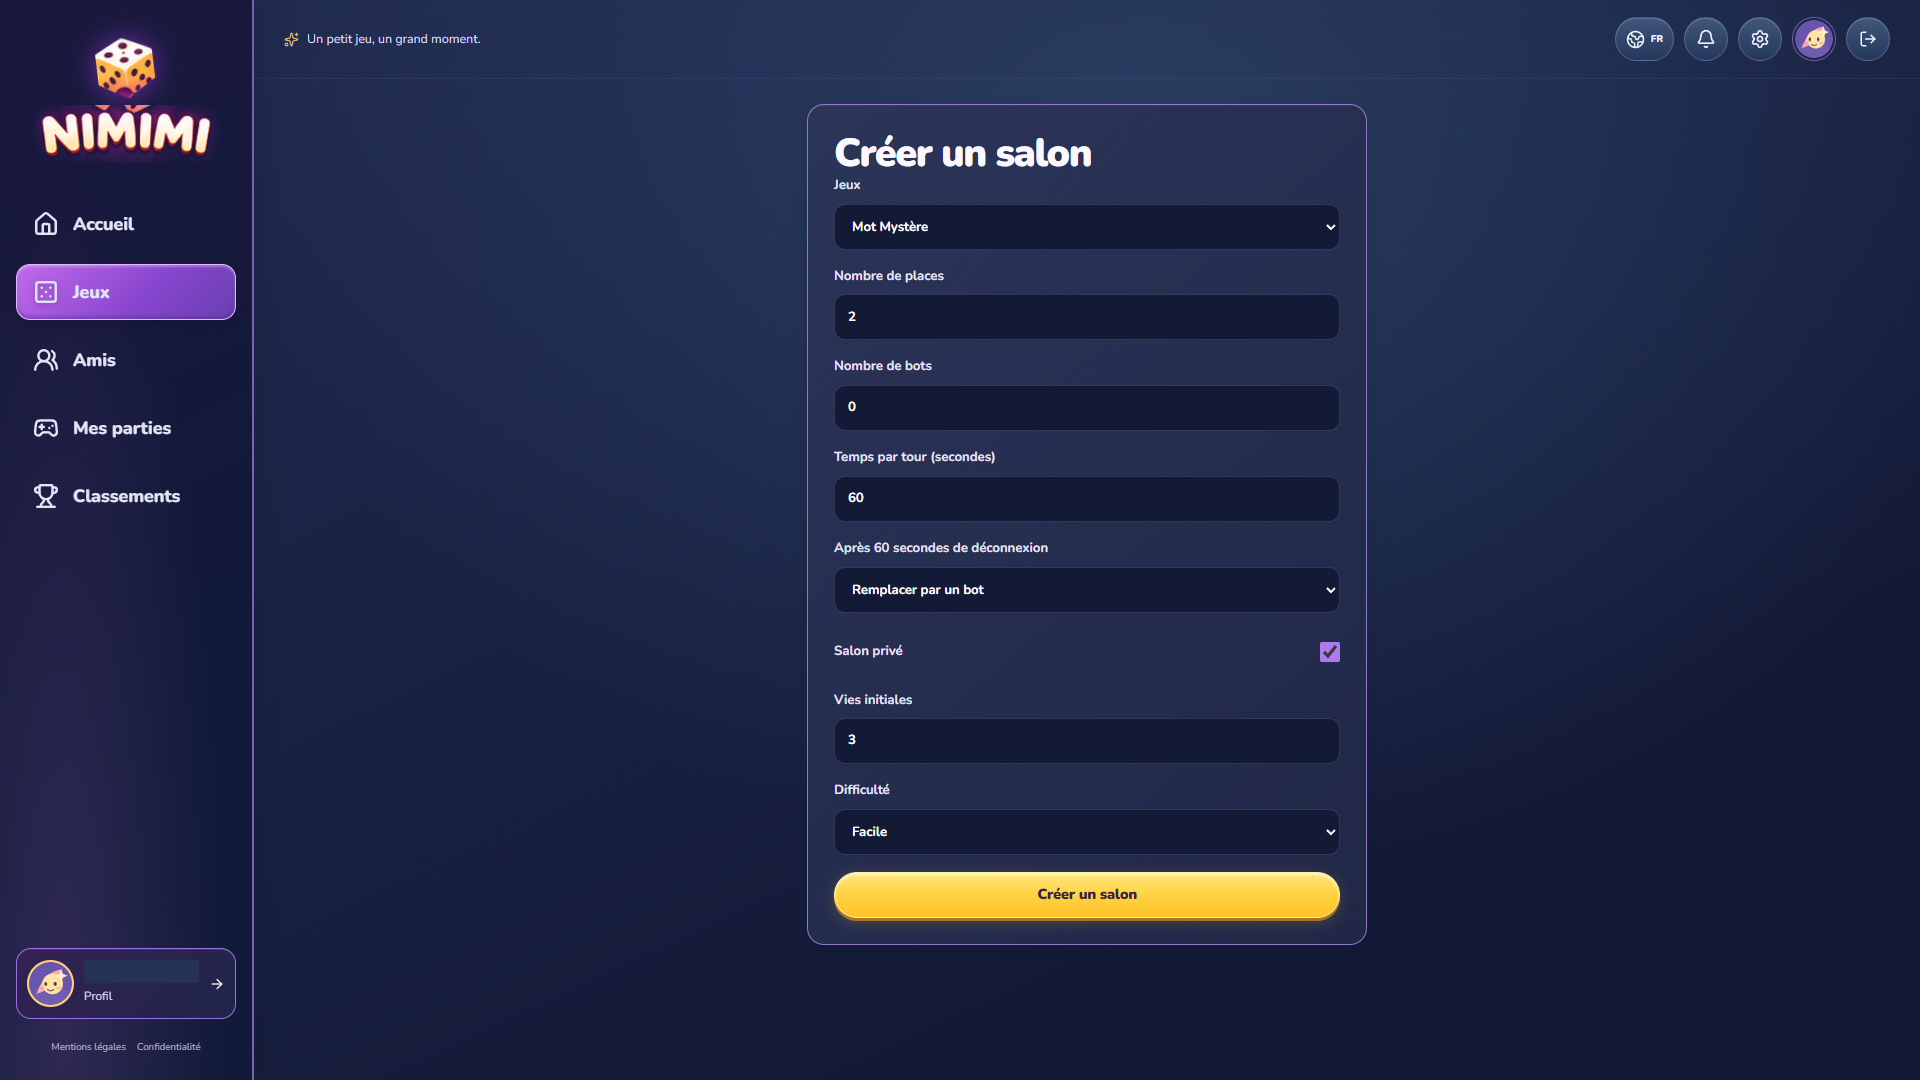 NIMIMI
Accueil
Jeux
Amis
Mes parties
Classements
Profil
Mentions légales Confidentialité
Un petit jeu, un grand moment.
FR
Créer un salon
Jeux
Mot Mystère
Nombre de places
2
Nombre de bots
0
Temps par tour (secondes)
60
Après 60 secondes de déconnexion
Remplacer par un bot
Salon privé
Vies initiales
3
Difficulté
Facile
Créer un salon